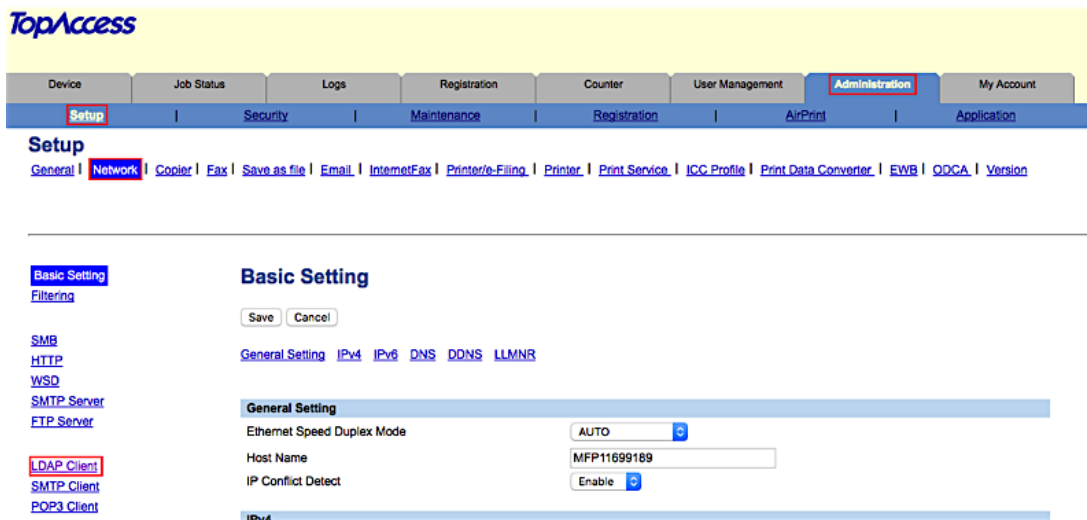 TopAccess
Device Job Status Logs Registration Counter User Management Administration My Account
Setup | Security | Maintenance | Registration | AirPrint | Application
Setup
General | Network | Copier | Fax | Save as file | Email | InternetFax | Printer/e-Filing | Printer | Print Service | ICC Profile | Print Data Converter | EWB | ODCA | Version
Basic Setting
Filtering
SMB
HTTP
WSD
SMTP Server
FTP Server
LDAP Client
SMTP Client
POP3 Client
Basic Setting
Save Cancel
General Setting IPv4 IPv6 DNS DDNS LLMNR
General Setting
Ethernet Speed Duplex Mode AUTO
Host Name MFP11699189
IP Conflict Detect Enable
IPv4